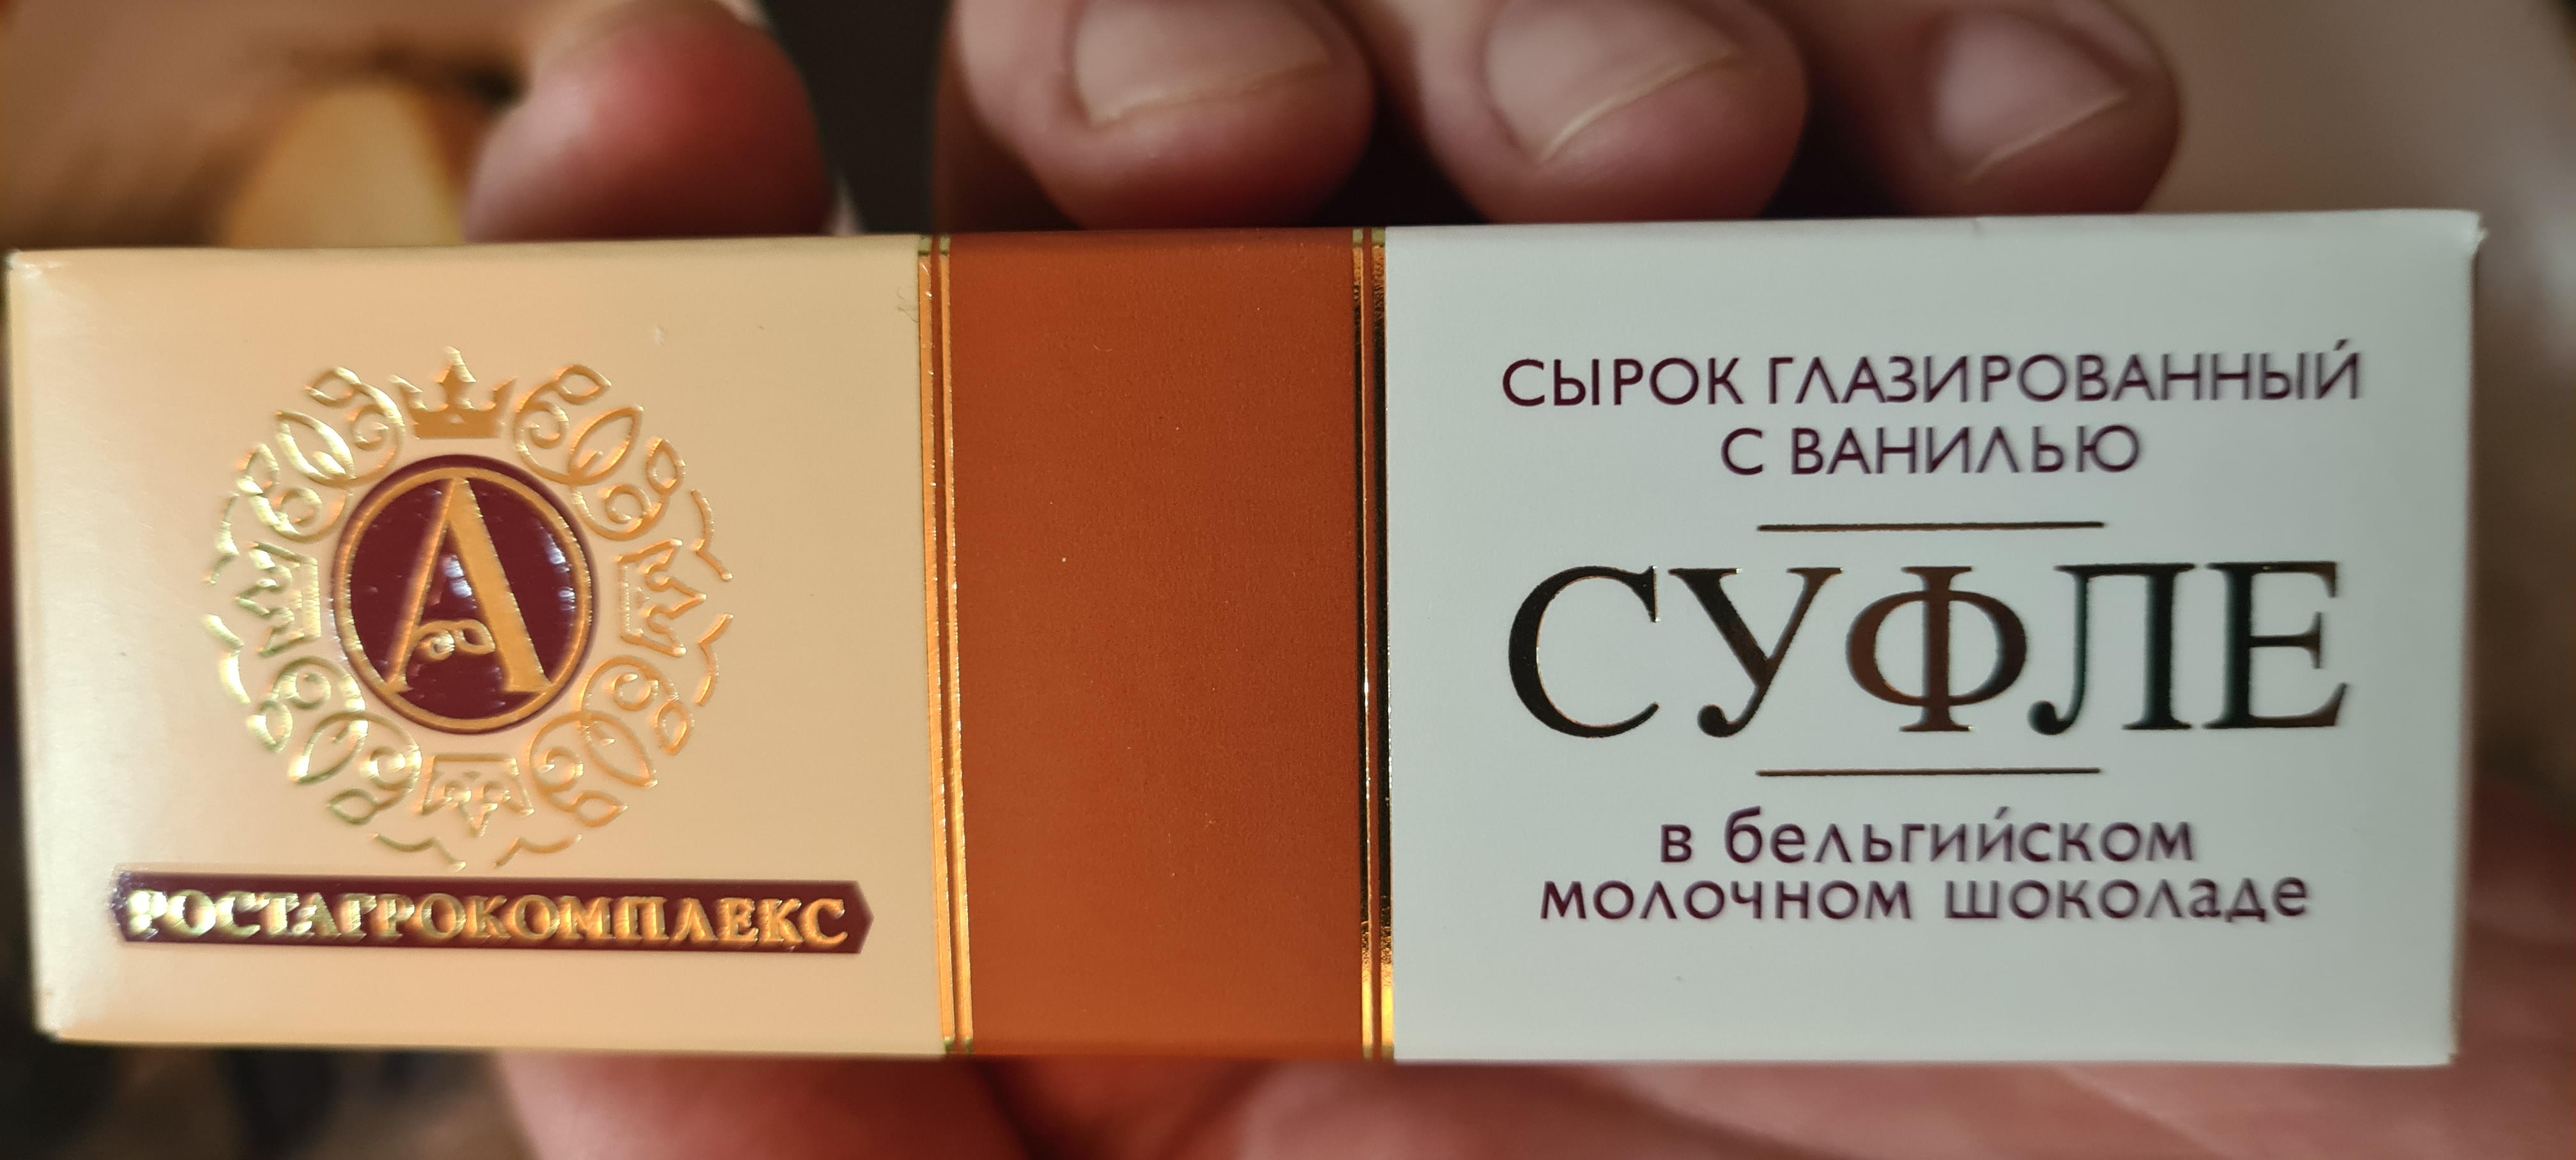 А
РОСТАГРОКОМПЛЕКС
СЫРОК ГЛАЗИРОВАННЫЙ
С ВАНИЛЬЮ
СУФЛЕ
в бельгийском
молочном шоколаде